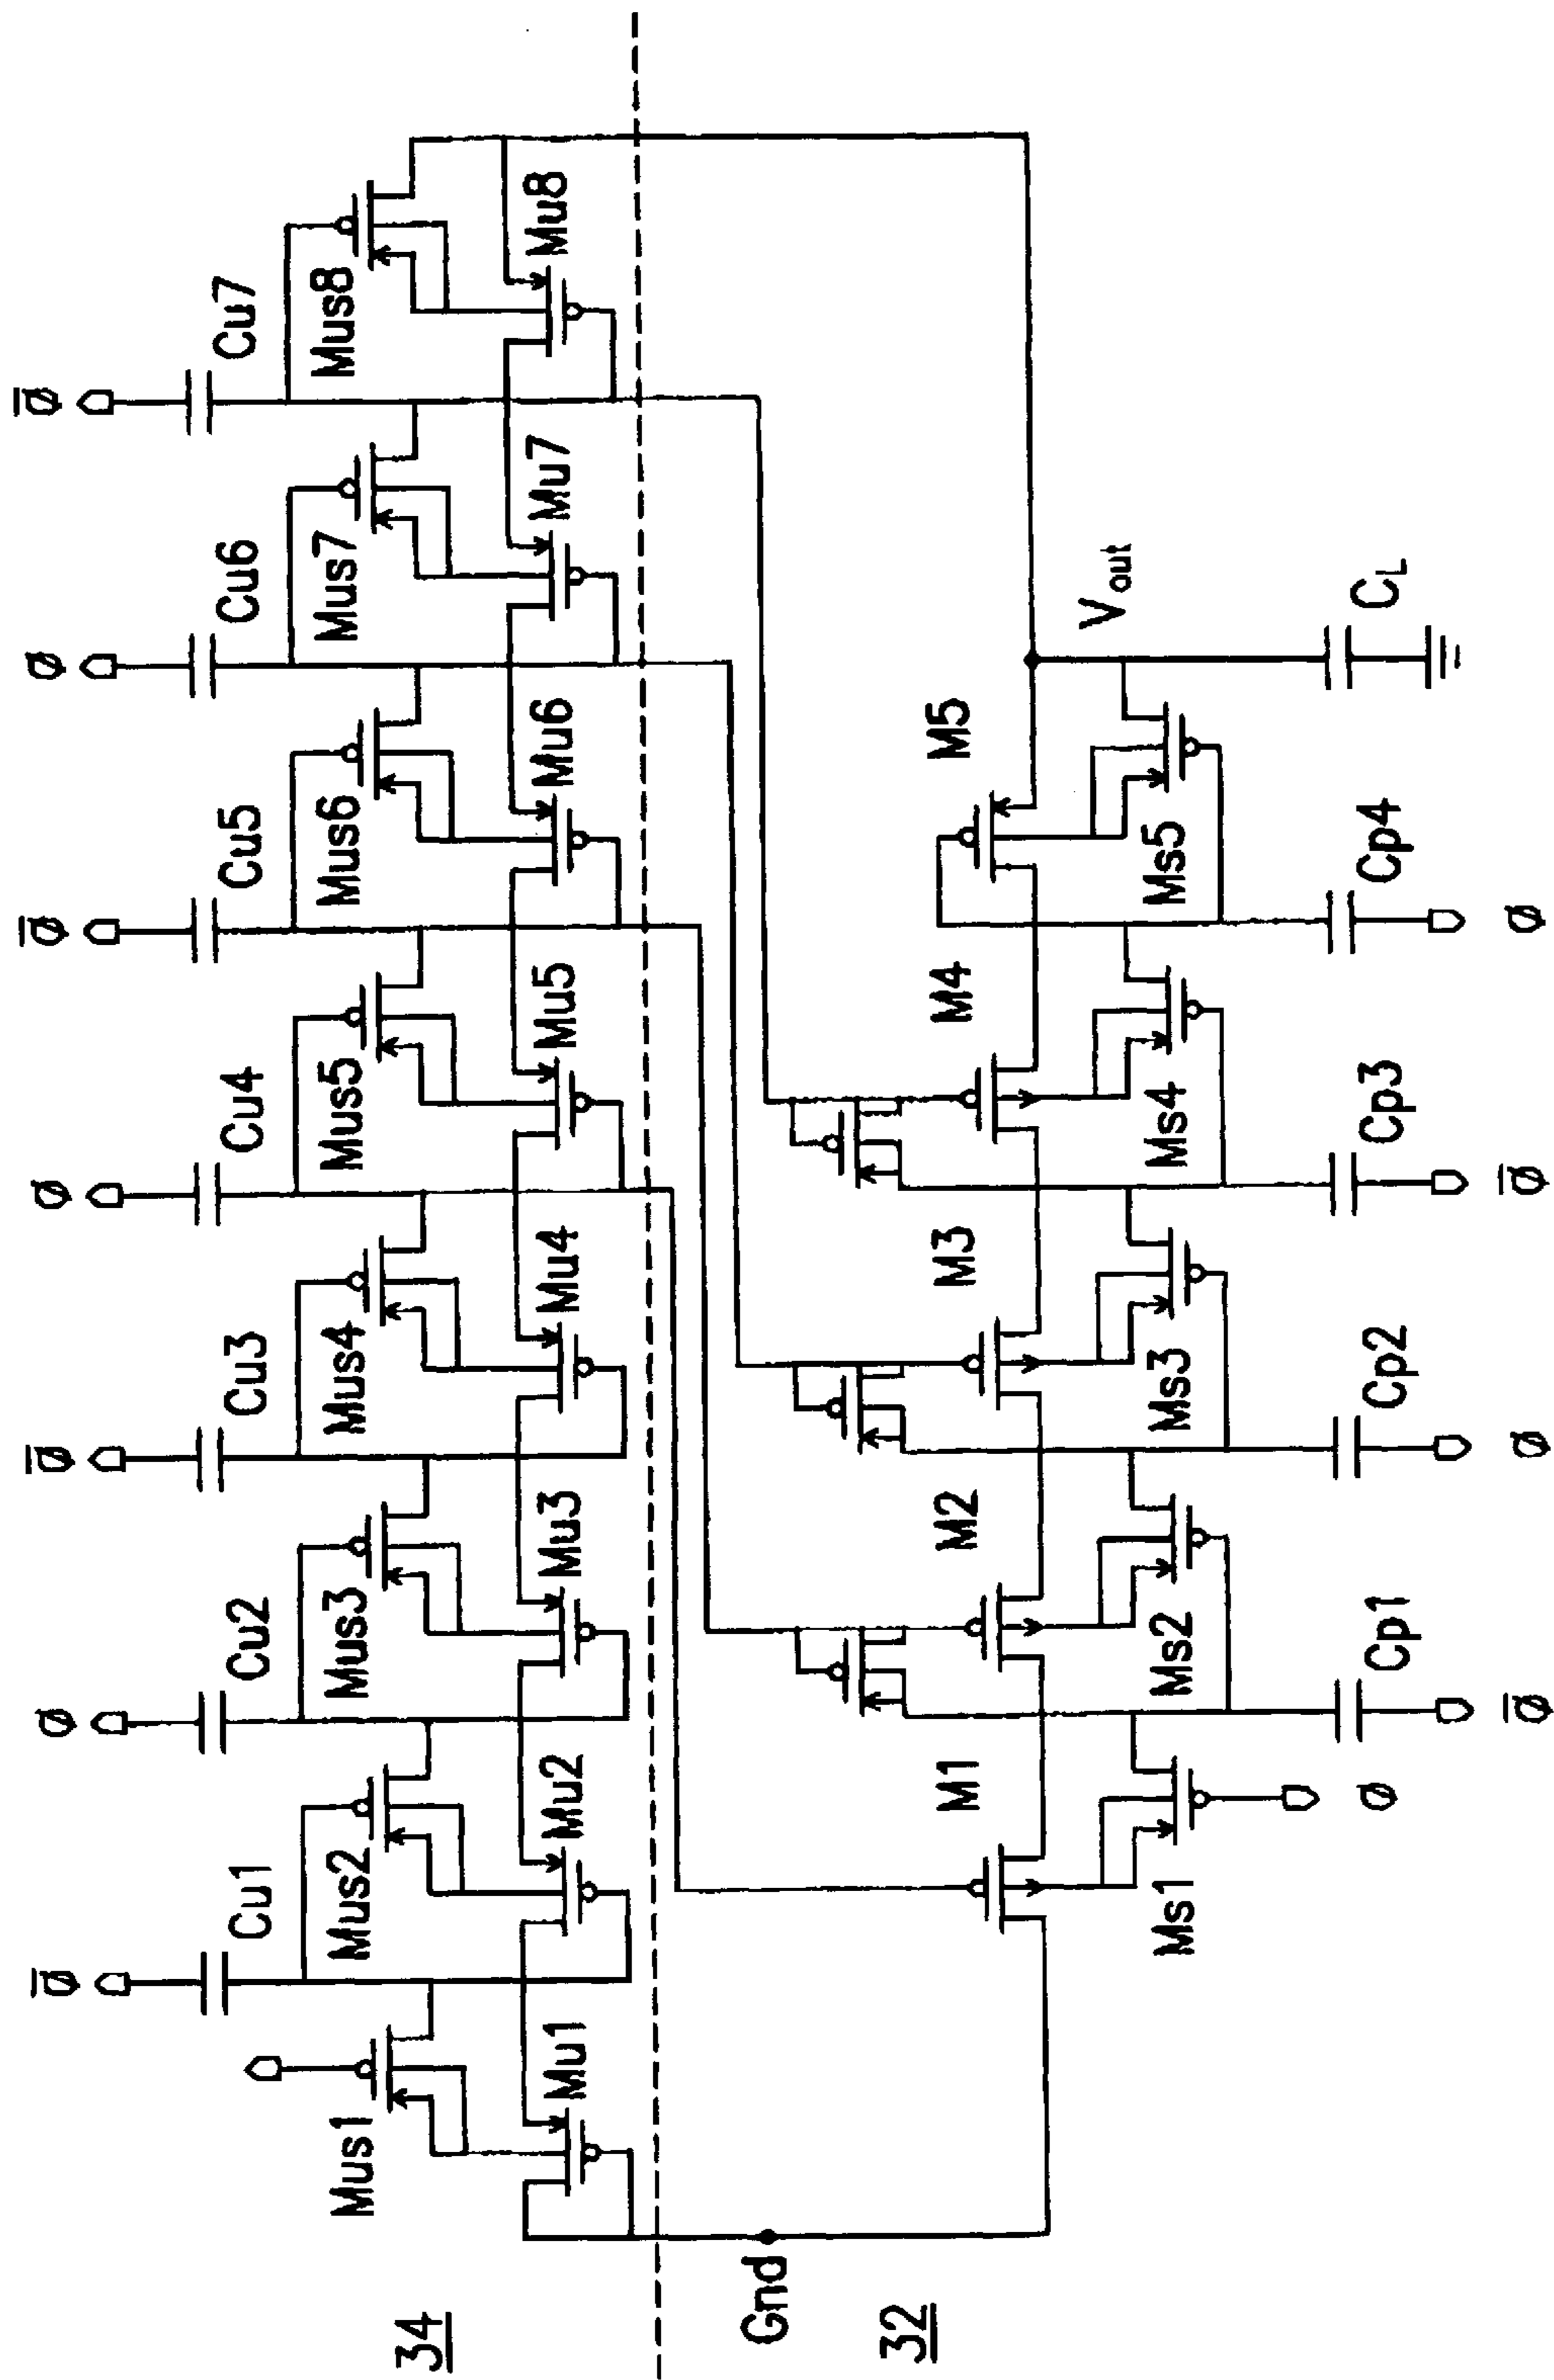 34
Φ̅ Φ Φ̅ Φ Φ̅ Φ Φ̅
Cu1 Cu2 Cu3 Cu4 Cu5 Cu6 Cu7
Mus1 Mus2 Mus3 Mus4 Mus5 Mus6 Mus7 Mus8
Mu1 Mu2 Mu3 Mu4 Mu5 Mu6 Mu7 Mu8
Gnd
32
M1 M2 M3 M4 M5
Vout
Ms1 Ms2 Ms3 Ms4 Ms5
Cp1 Cp2 Cp3 Cp4 CL
Φ Φ̅ Φ Φ̅ Φ